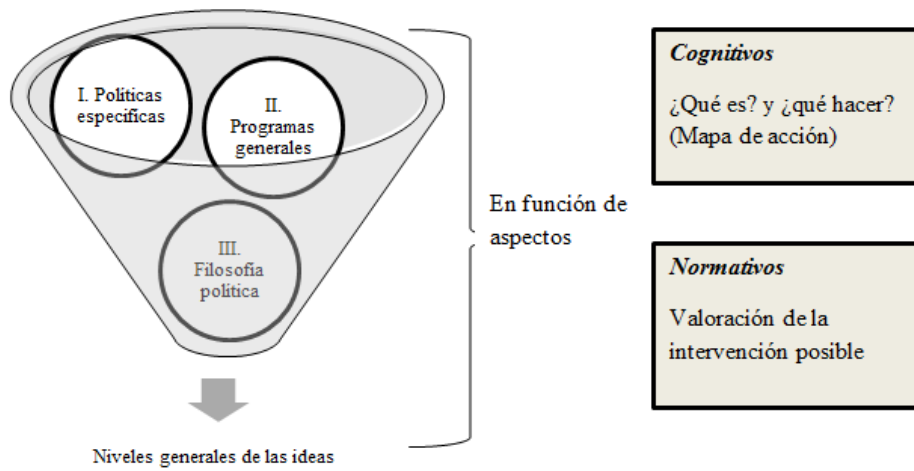 I. Políticas
específicas
II.
Programas
generales
III.
Filosofía
política
Niveles generales de las ideas
En función de
aspectos
Cognitivos
¿Qué es? y ¿qué hacer?
(Mapa de acción)
Normativos
Valoración de la
intervención posible